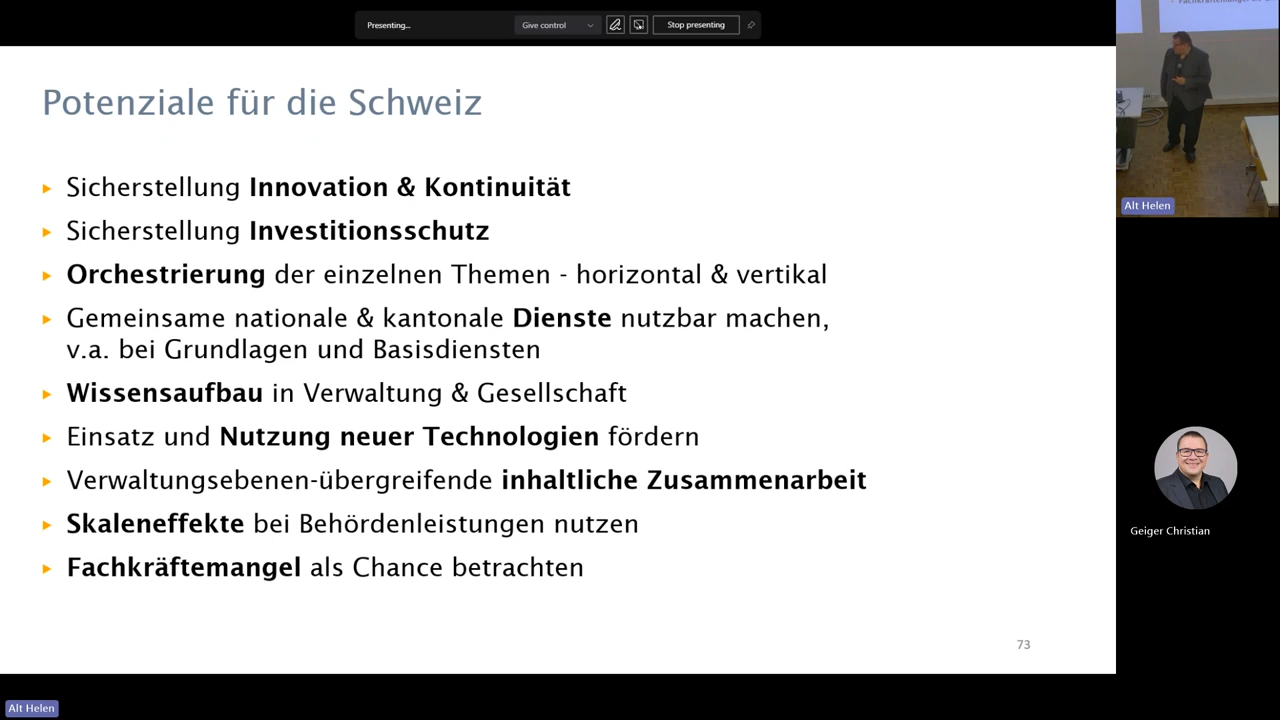 Presenting...
Give control
Stop presenting
Potenziale für die Schweiz
Sicherstellung Innovation & Kontinuität
Sicherstellung Investitionsschutz
Orchestrierung der einzelnen Themen - horizontal & vertikal
Gemeinsame nationale & kantonale Dienste nutzbar machen,
v.a. bei Grundlagen und Basisdiensten
Wissensaufbau in Verwaltung & Gesellschaft
Einsatz und Nutzung neuer Technologien fördern
Verwaltungsebenen-übergreifende inhaltliche Zusammenarbeit
Skaleneffekte bei Behördenleistungen nutzen
Fachkräftemangel als Chance betrachten
73
Alt Helen
Geiger Christian
Alt Helen